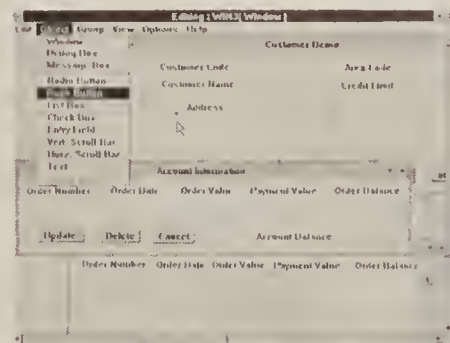 Editing : WIN3[ Window ]
Edit Object Group View Options Help
Window
Dialog Box
Message Box
Radio Button
Push Button
List Box
Check Box
Entry Field
Vert. Scroll Bar
Horz. Scroll Bar
Text
Customer Demo
Customer Code Area Code
Customer Name Credit Limit
Address
Account Information
Order Number Order Date Order Value Payment Value Order Balance
Update Delete Cancel Account Balance
Order Number Order Date Order Value Payment Value Order Balance